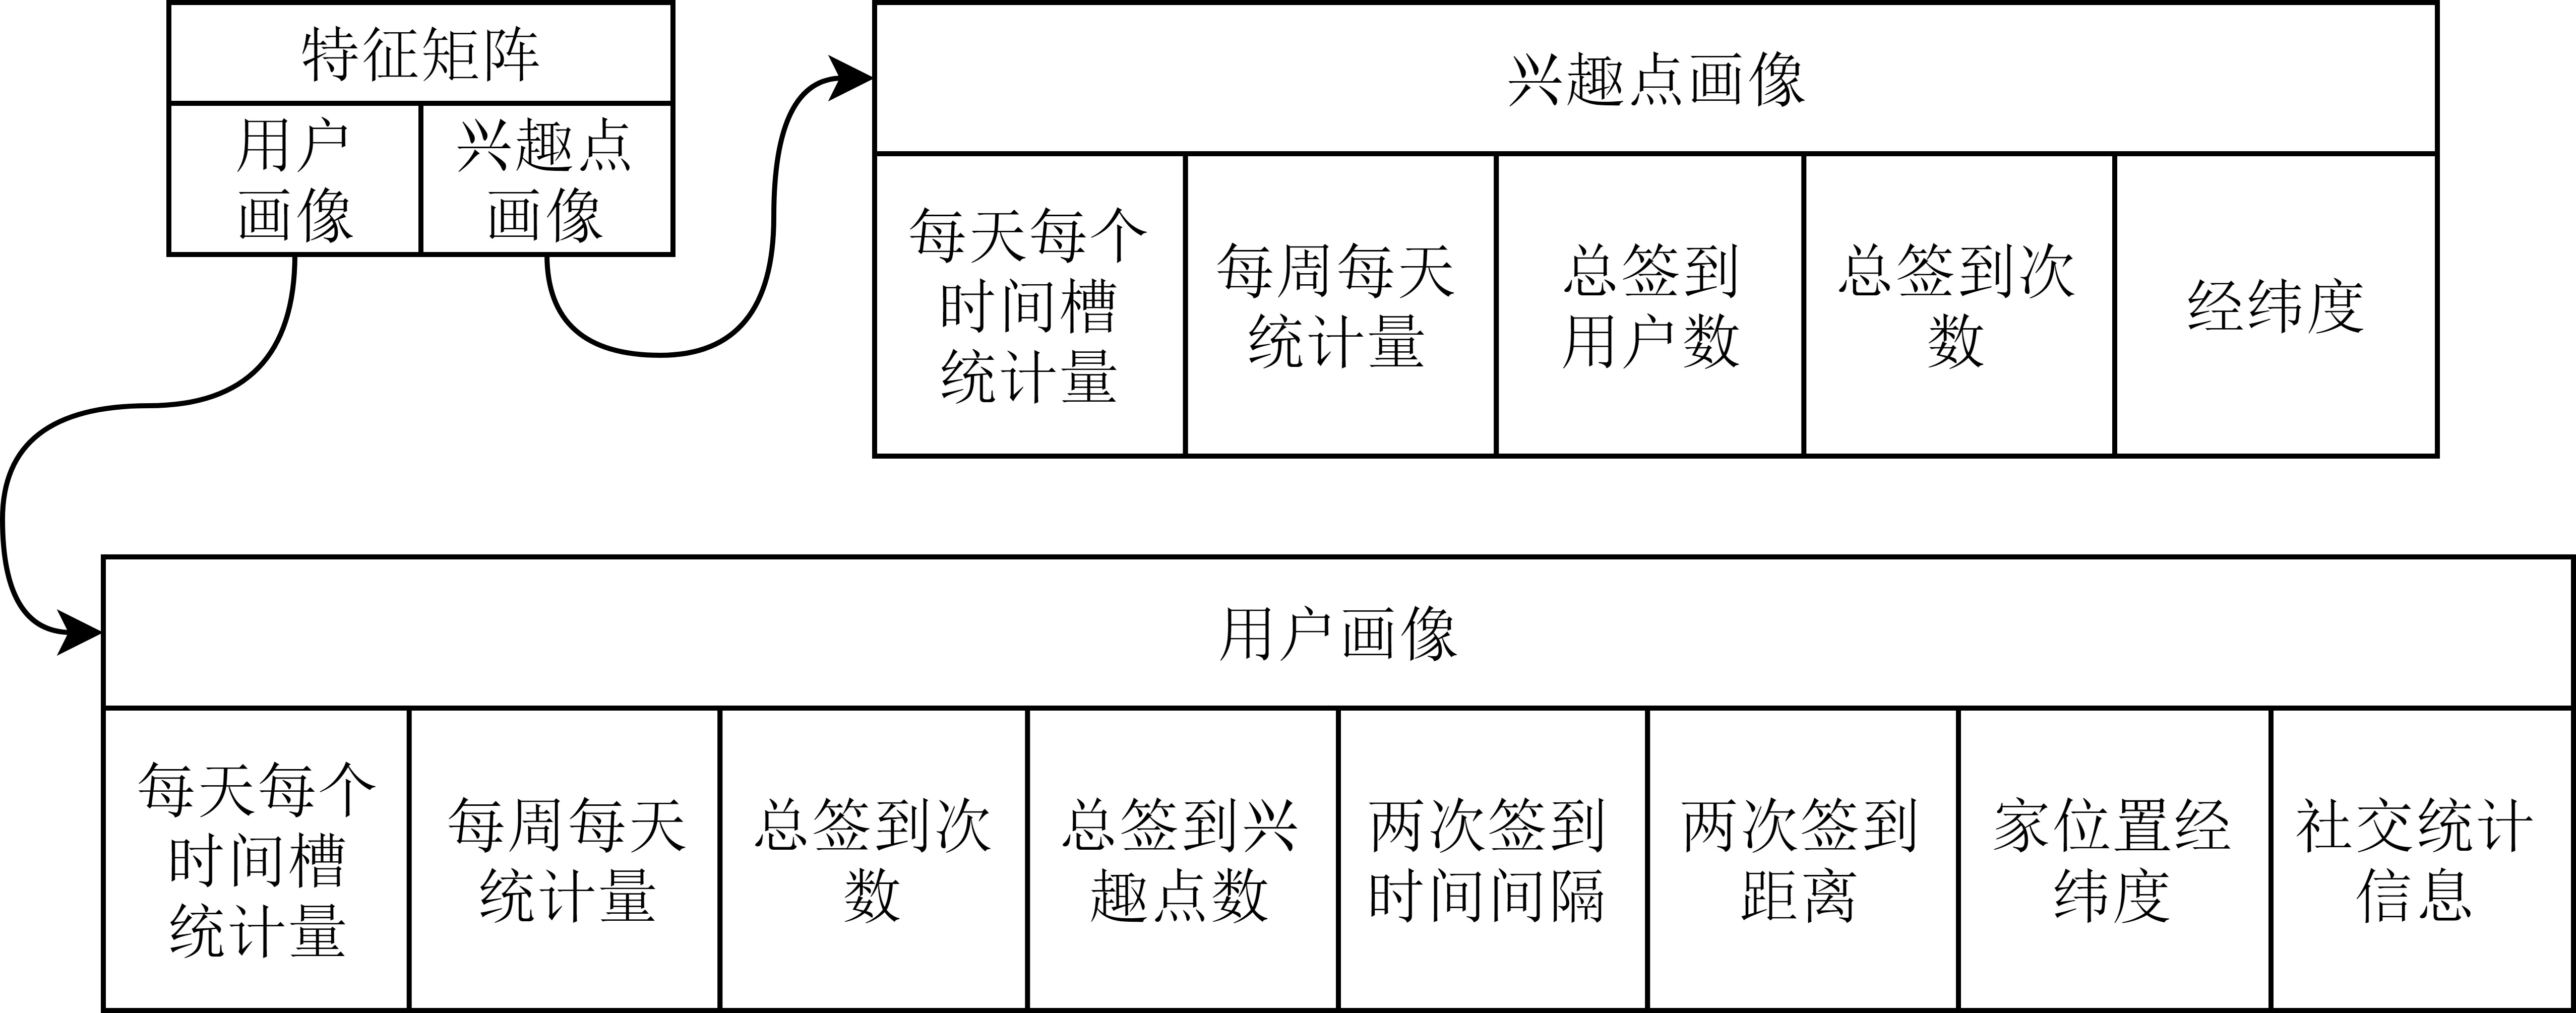 特征矩阵
用户
画像
兴趣点
画像
兴趣点画像
每天每个
时间槽
统计量
每周每天
统计量
总签到
用户数
总签到次
数
经纬度
用户画像
每天每个
时间槽
统计量
每周每天
统计量
总签到次
数
总签到兴
趣点数
两次签到
时间间隔
两次签到
距离
家位置经
纬度
社交统计
信息